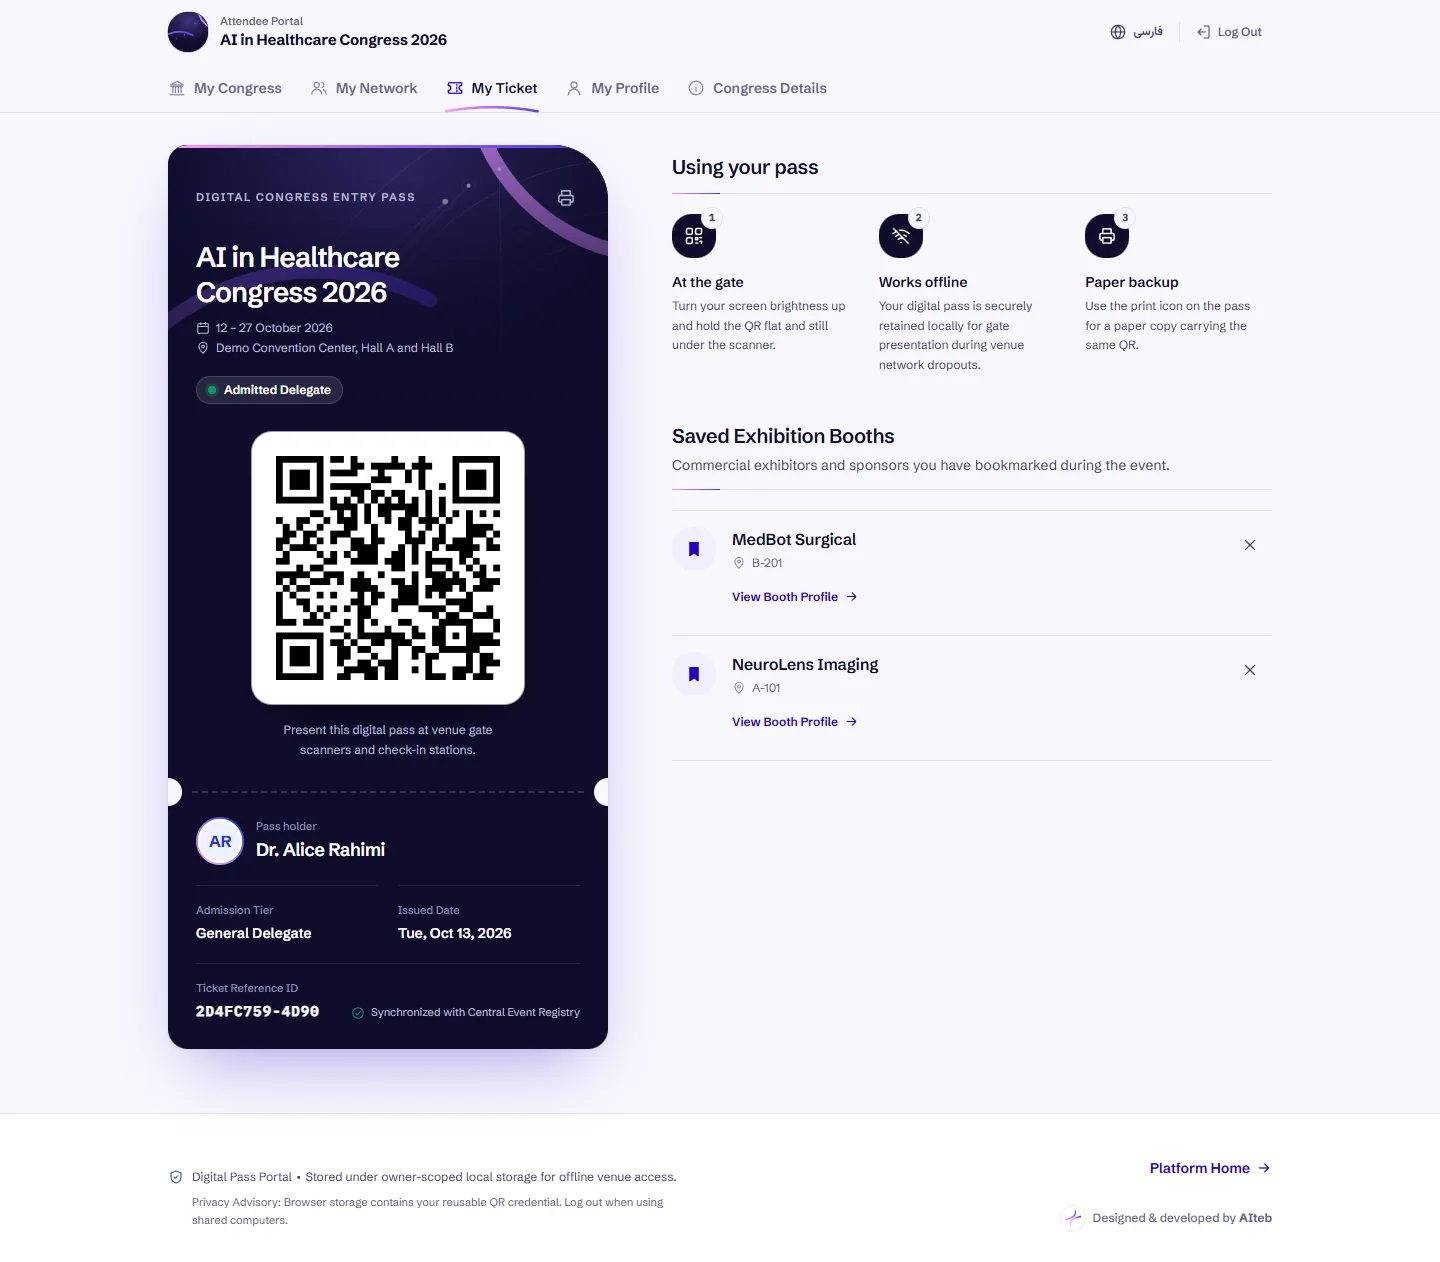 Attendee Portal
AI in Healthcare Congress 2026
فارسی
Log Out
My Congress
My Network
My Ticket
My Profile
Congress Details
DIGITAL CONGRESS ENTRY PASS
AI in Healthcare
Congress 2026
12 – 27 October 2026
Demo Convention Center, Hall A and Hall B
Admitted Delegate
Present this digital pass at venue gate
scanners and check-in stations.
AR
Pass holder
Dr. Alice Rahimi
Admission Tier
General Delegate
Issued Date
Tue, Oct 13, 2026
Ticket Reference ID
2D4FC759-4D90
Synchronized with Central Event Registry
Using your pass
1
At the gate
Turn your screen brightness up
and hold the QR flat and still
under the scanner.
2
Works offline
Your digital pass is securely
retained locally for gate
presentation during venue
network dropouts.
3
Paper backup
Use the print icon on the pass
for a paper copy carrying the
same QR.
Saved Exhibition Booths
Commercial exhibitors and sponsors you have bookmarked during the event.
MedBot Surgical
B-201
View Booth Profile
NeuroLens Imaging
A-101
View Booth Profile
Digital Pass Portal • Stored under owner-scoped local storage for offline venue access.
Privacy Advisory: Browser storage contains your reusable QR credential. Log out when using
shared computers.
Platform Home
Designed & developed by AIteb